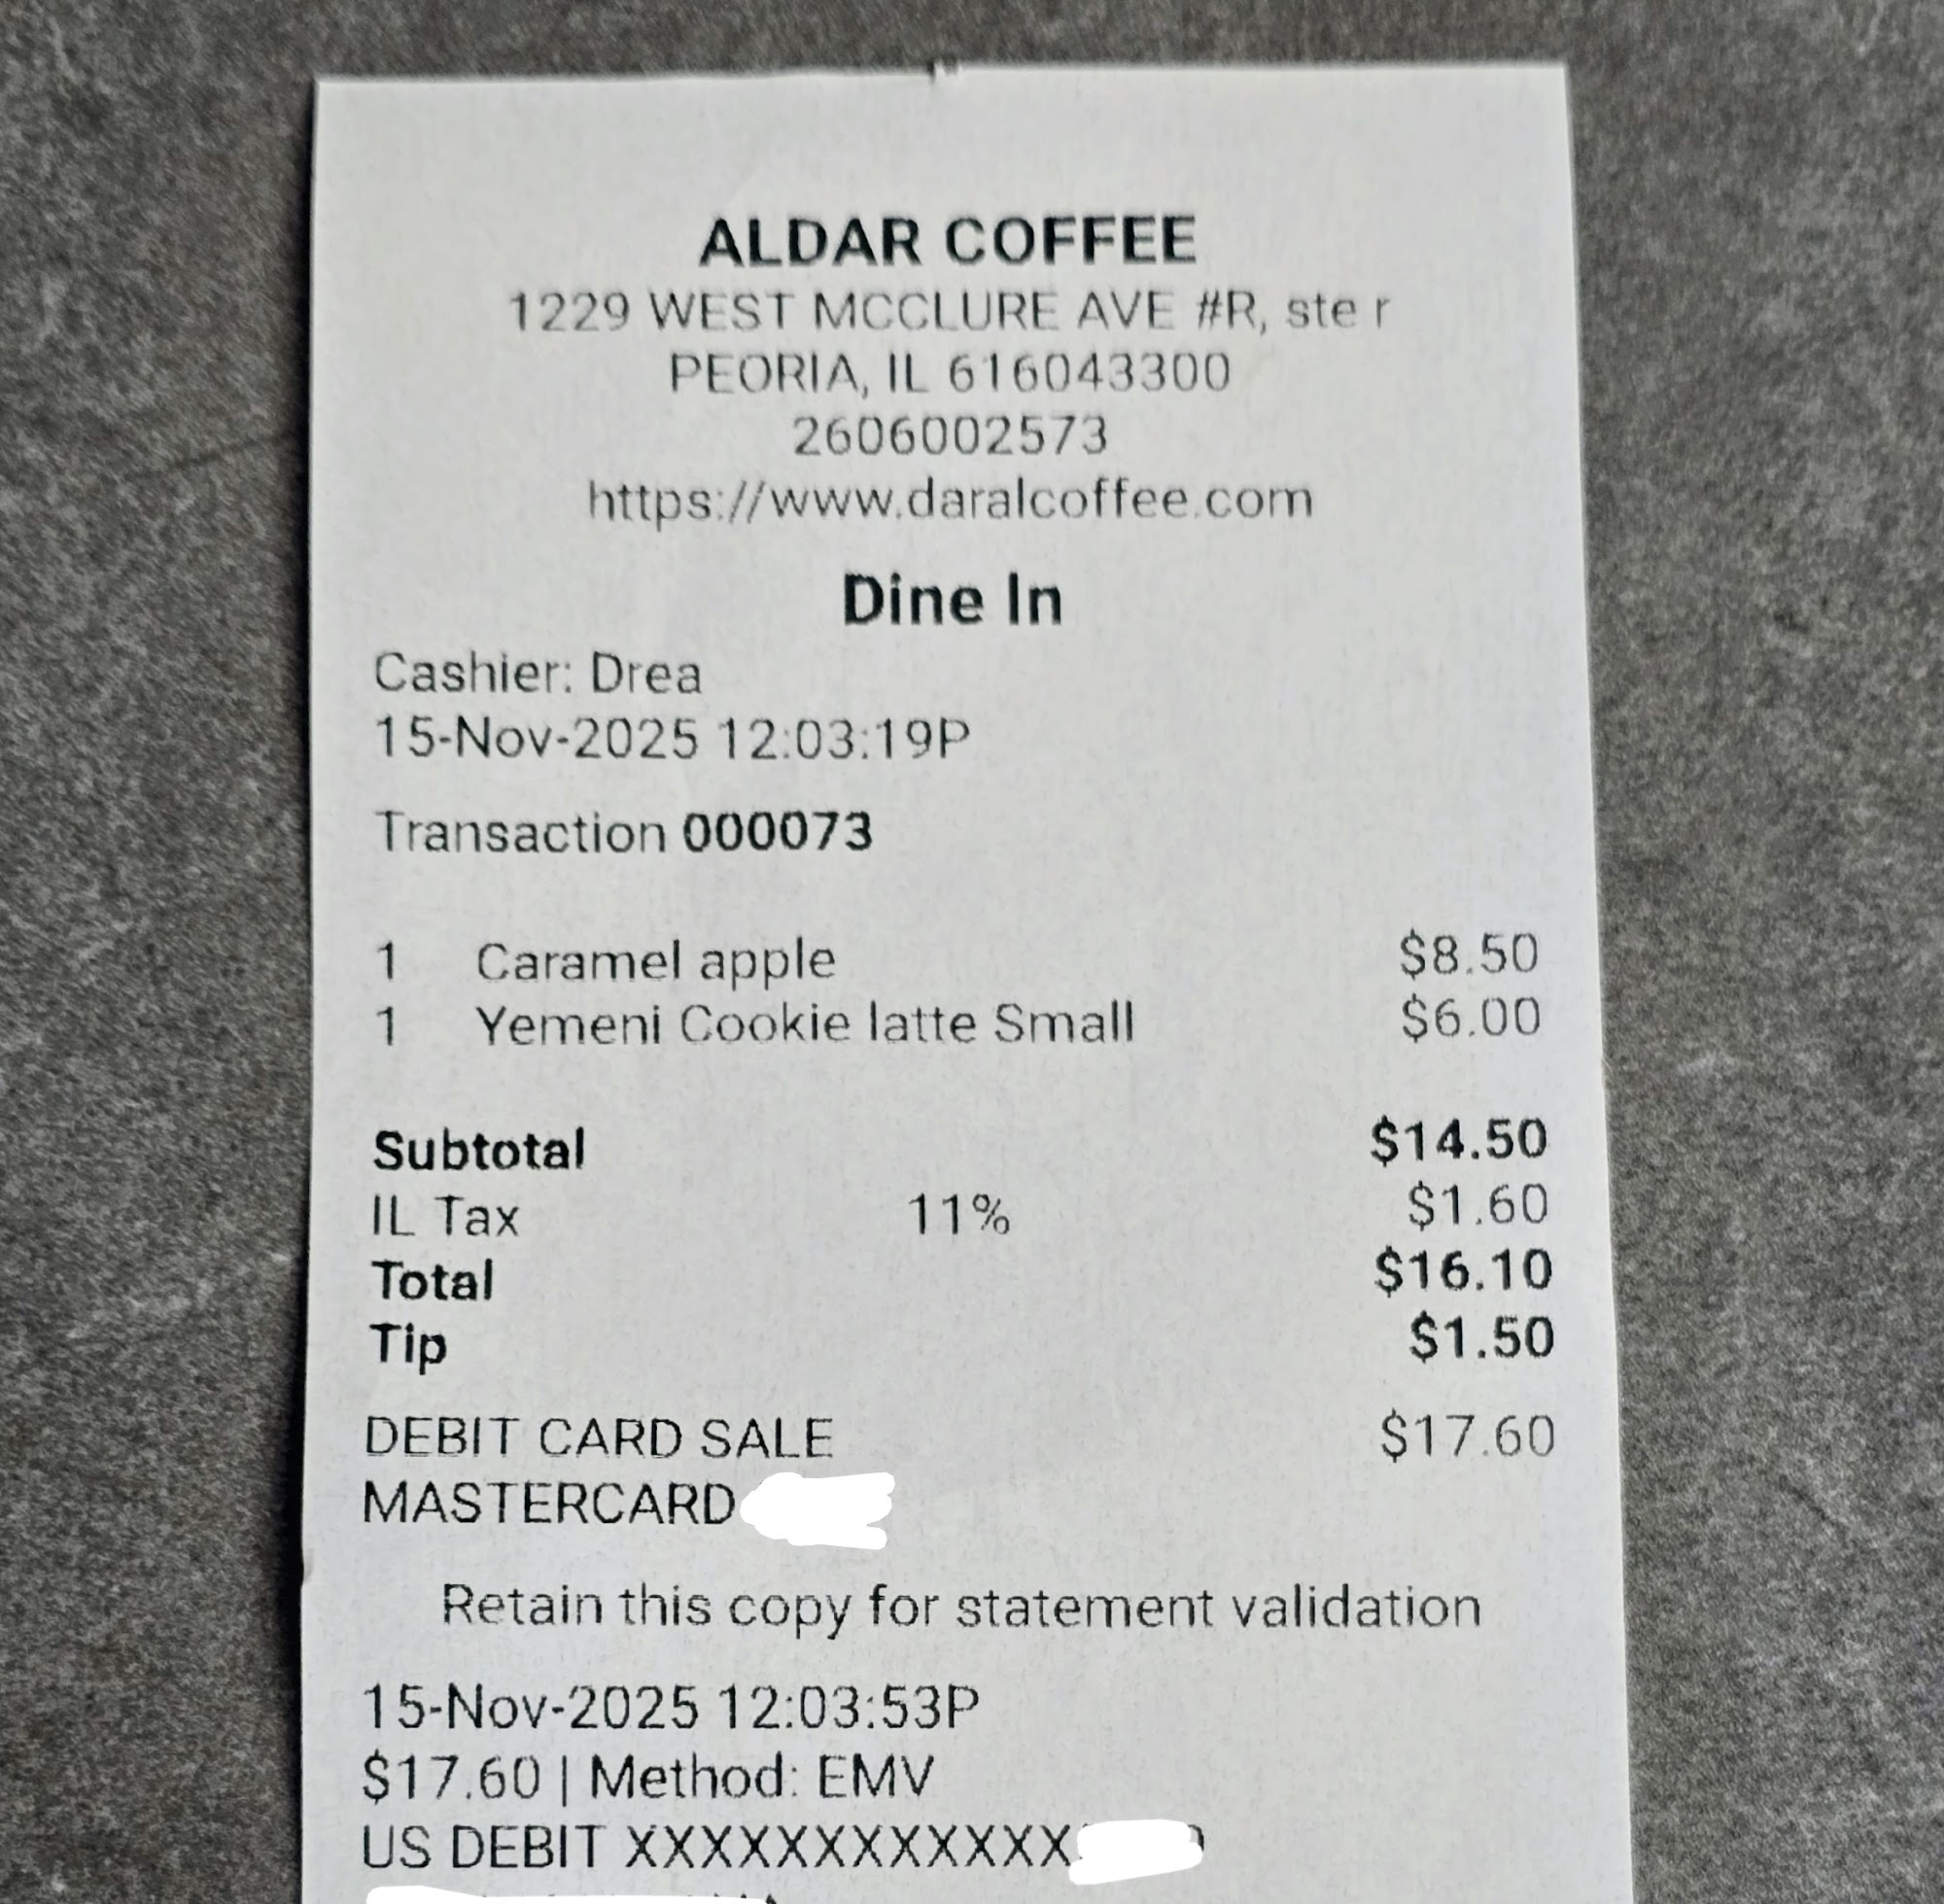 ALDAR COFFEE
1229 WEST MCCLURE AVE #R, ste r
PEORIA, IL 616043300
2606002573
https://www.daralcoffee.com
Dine In
Cashier: Drea
15-Nov-2025 12:03:19P
Transaction 000073
1 Caramel apple $8.50
1 Yemeni Cookie latte Small $6.00
Subtotal $14.50
IL Tax 11% $1.60
Total $16.10
Tip $1.50
DEBIT CARD SALE $17.60
MASTERCARD
Retain this copy for statement validation
15-Nov-2025 12:03:53P
$17.60 | Method: EMV
US DEBIT XXXXXXXXXXXX